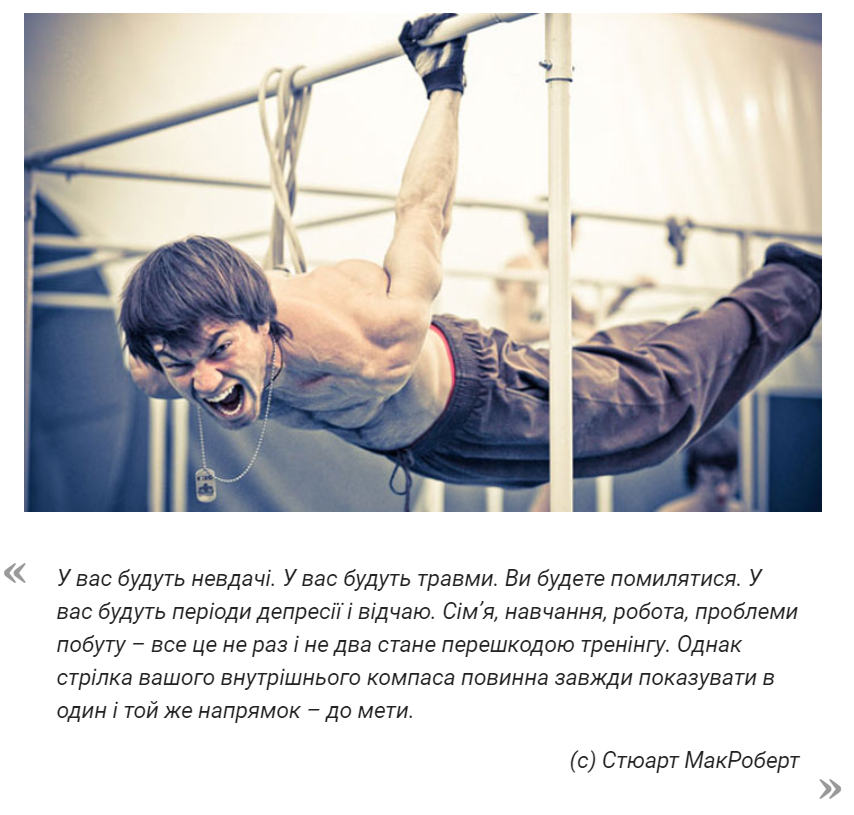 « У вас будуть невдачі. У вас будуть травми. Ви будете помилятися. У
вас будуть періоди депресії і відчаю. Сім’я, навчання, робота, проблеми
побуту – все це не раз і не два стане перешкодою тренінгу. Однак
стрілка вашого внутрішнього компаса повинна завжди показувати в
один і той же напрямок – до мети.
(с) Стюарт МакРоберт
»